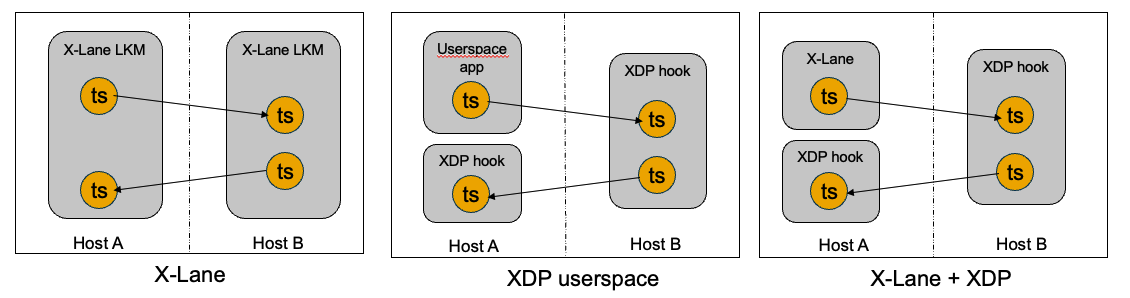 X-Lane LKM
ts
ts
Host A
X-Lane LKM
ts
ts
Host B
X-Lane
Userspace
app
ts
XDP hook
ts
Host A
XDP hook
ts
ts
Host B
XDP userspace
X-Lane
ts
XDP hook
ts
Host A
XDP hook
ts
ts
Host B
X-Lane + XDP